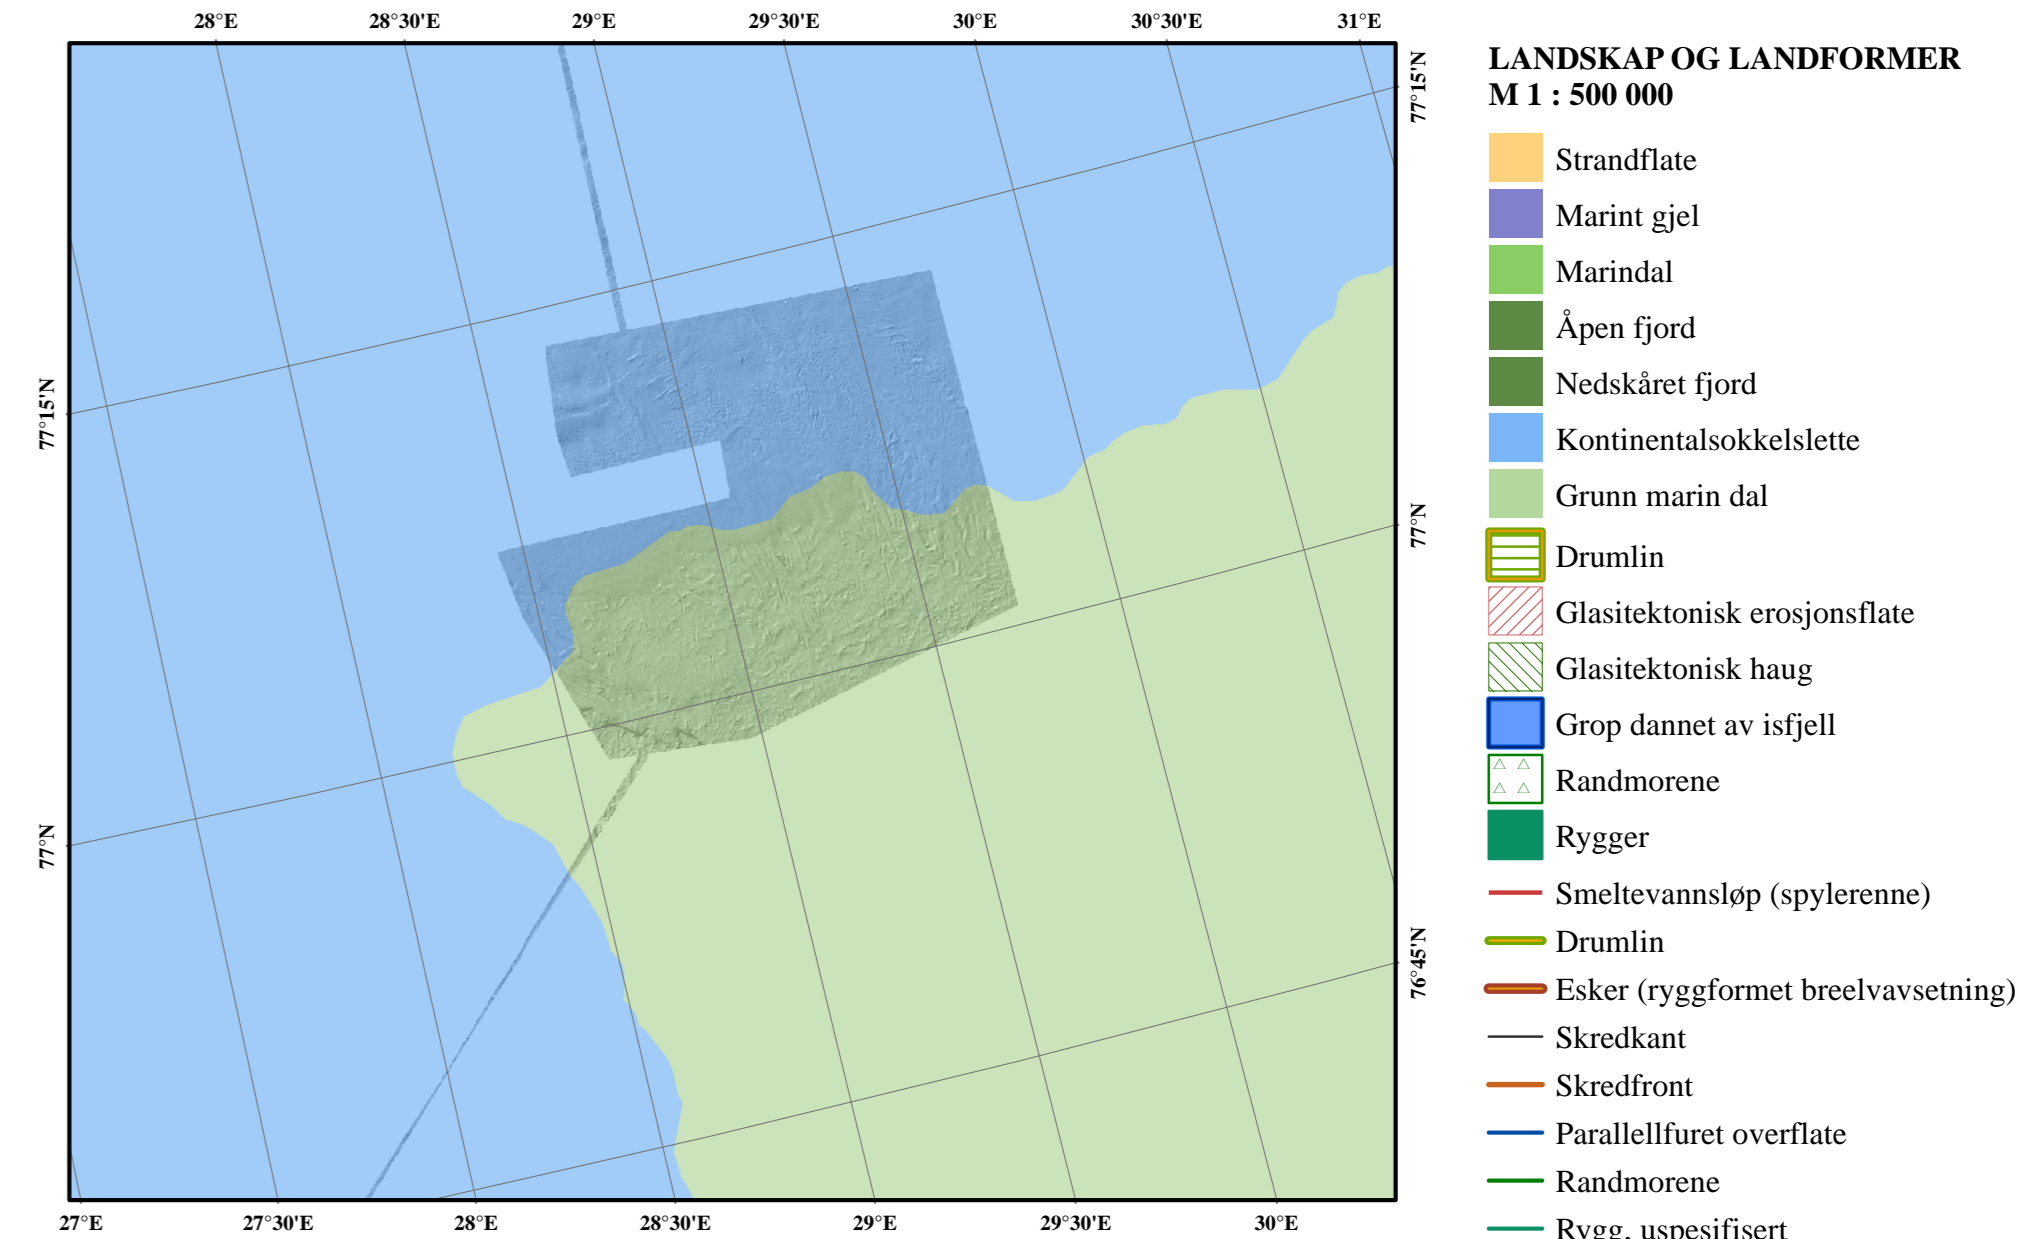 28°E 28°30'E 29°E 29°30'E 30°E 30°30'E 31°E
77°15'N
77°15'N
77°N
77°N
76°45'N
27°E 27°30'E 28°E 28°30'E 29°E 29°30'E 30°E
LANDSKAP OG LANDFORMER
M 1 : 500 000
Strandflate
Marint gjel
Marindal
Åpen fjord
Nedskåret fjord
Kontinentalsokkelslette
Grunn marin dal
Drumlin
Glasitektonisk erosjonsflate
Glasitektonisk haug
Grop dannet av isfjell
Randmorene
Rygger
Smeltevannsløp (spylerenne)
Drumlin
Esker (ryggformet breelvavsetning)
Skredkant
Skredfront
Parallellfuret overflate
Randmorene
Rygg, uspesifisert